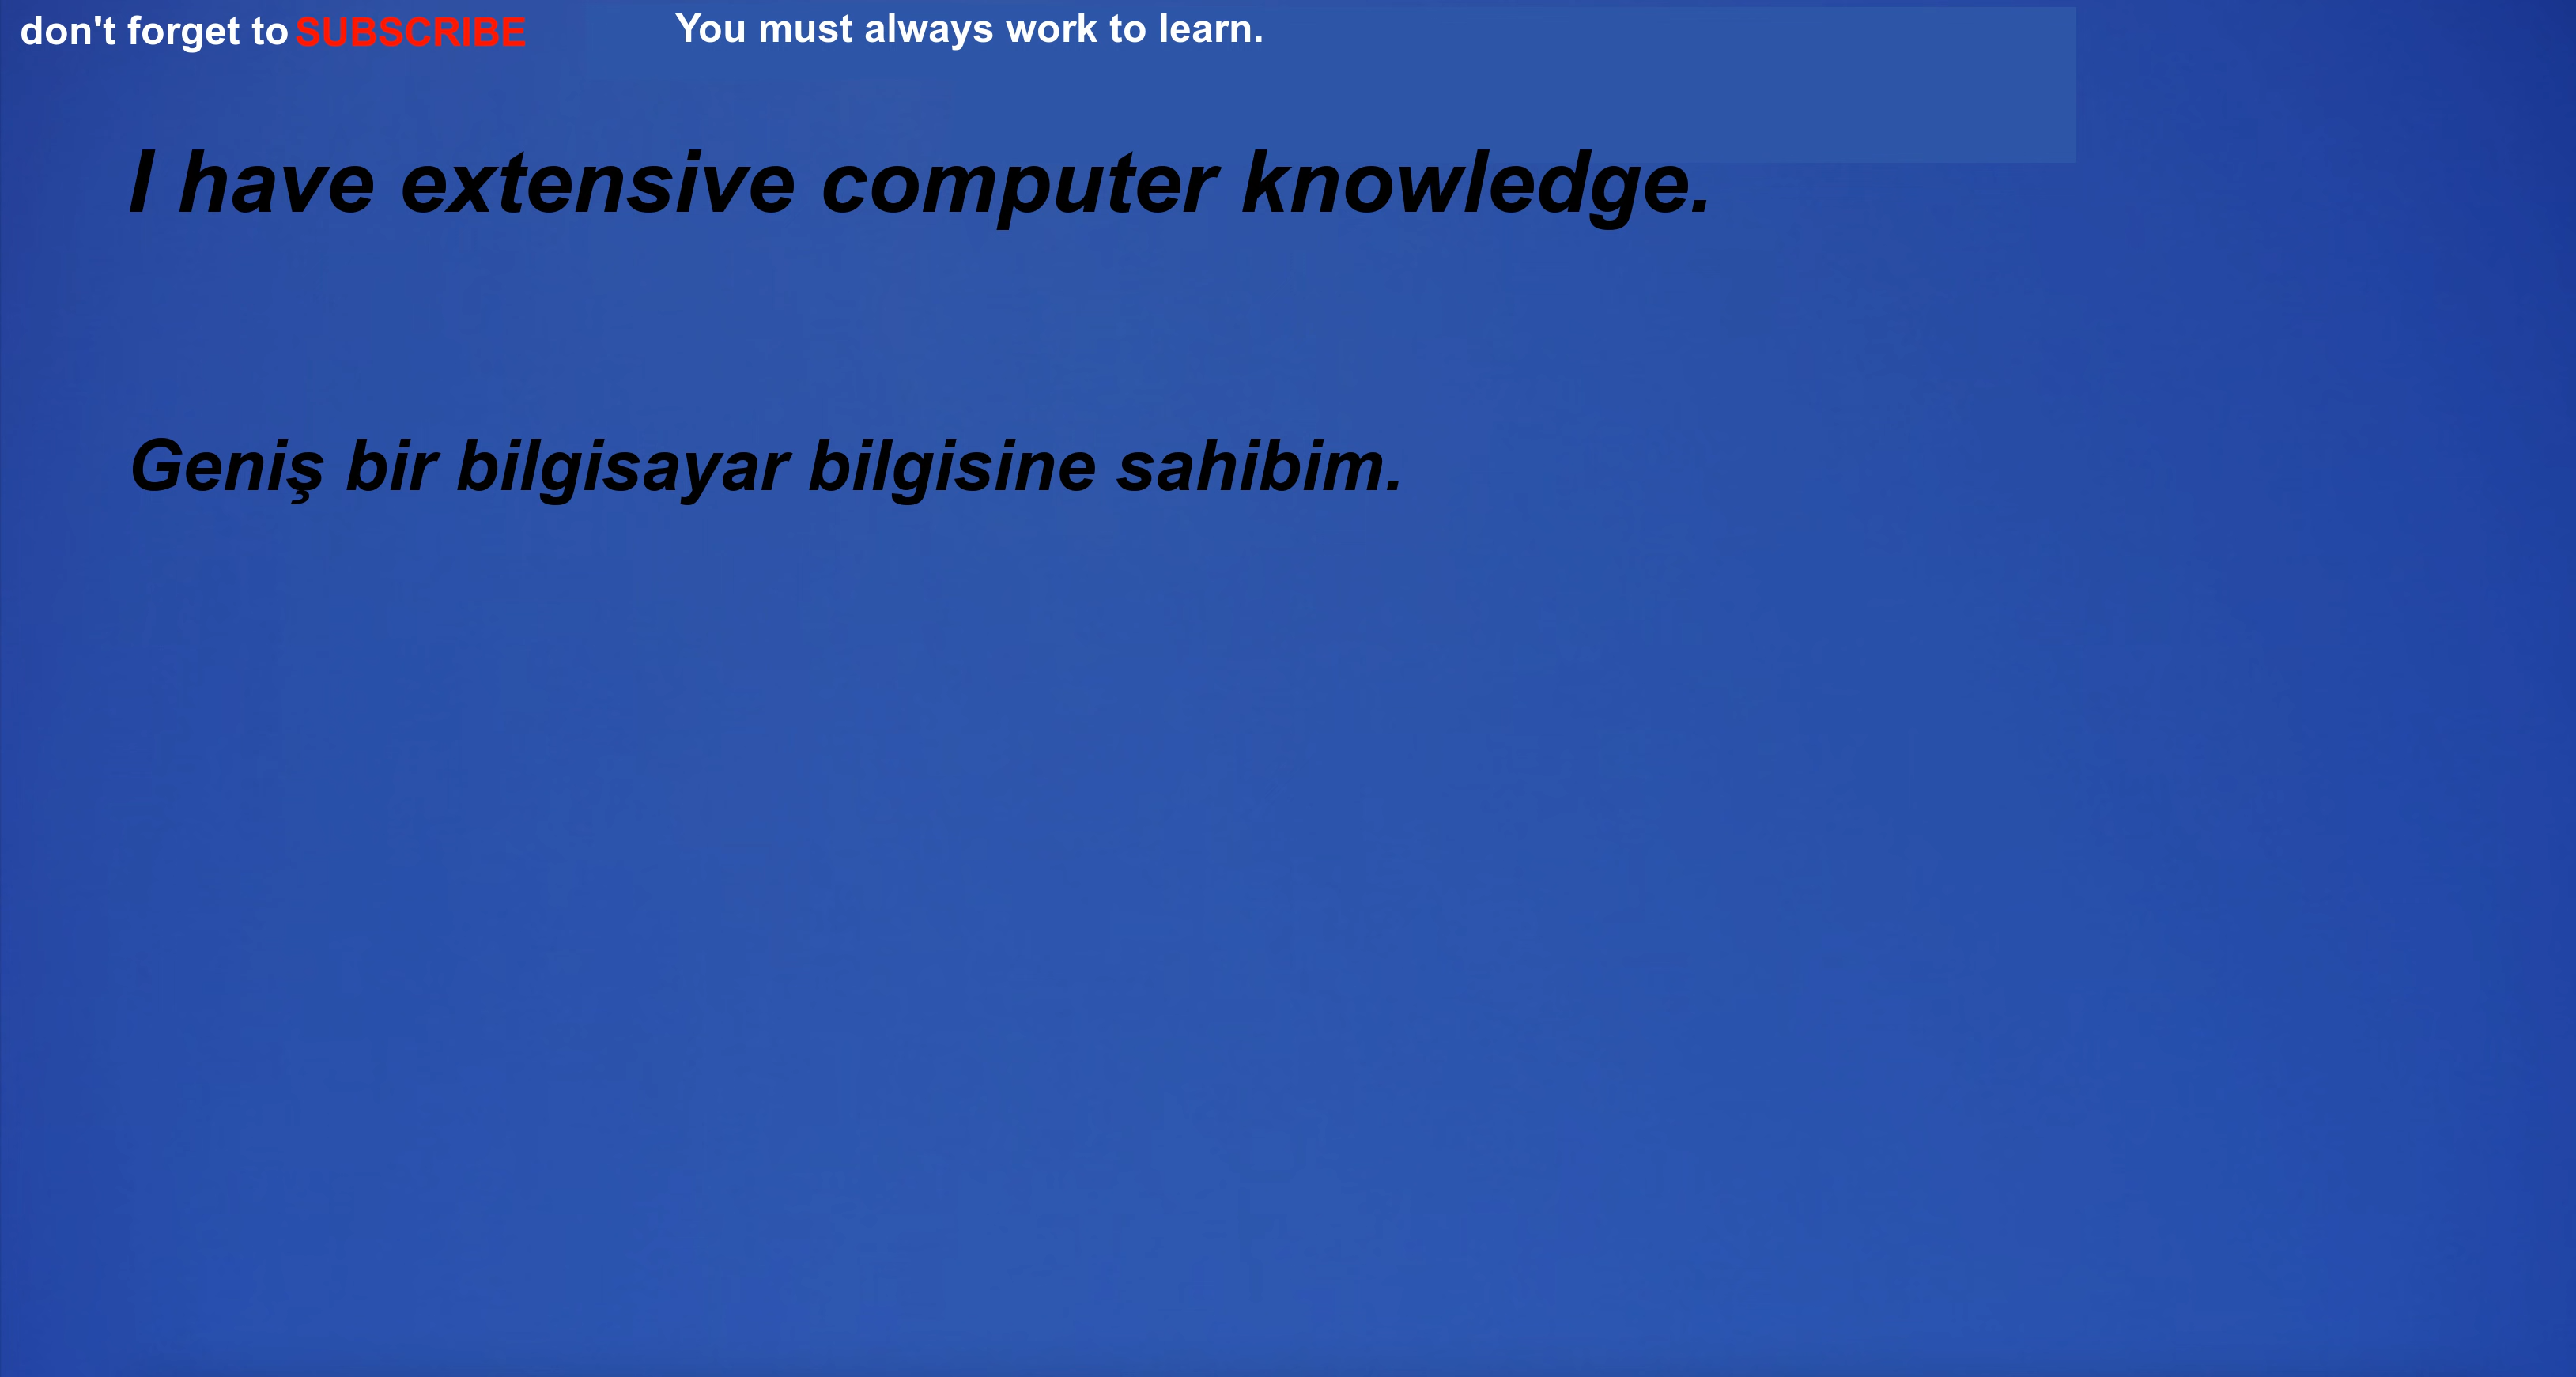 don't forget to SUBSCRIBE
You must always work to learn.
I have extensive computer knowledge.
Geniş bir bilgisayar bilgisine sahibim.